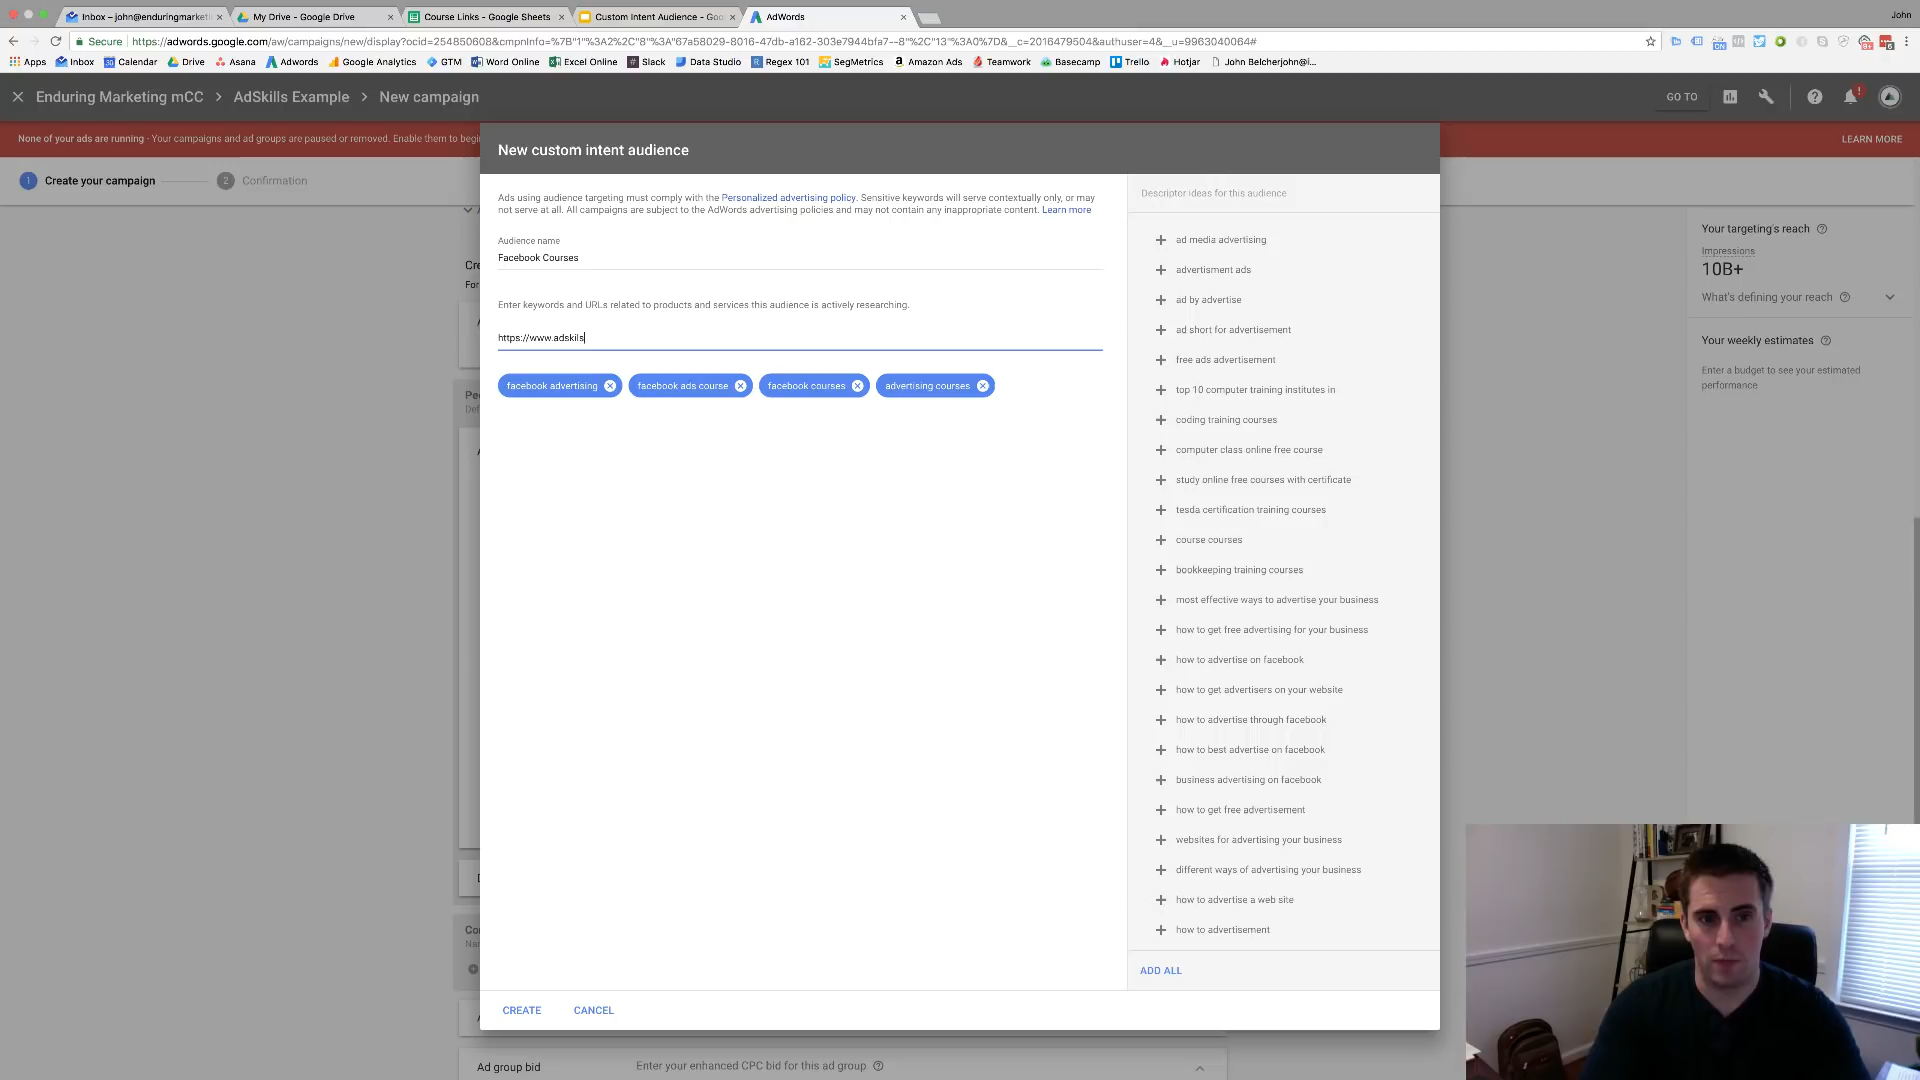 Inbox – john@enduringmarketi
My Drive - Google Drive
Course Links - Google Sheets
Custom Intent Audience - Goo
AdWords
John
Secure
https://adwords.google.com/aw/campaigns/new/display?ocid=254850608&cmpnInfo=%7B"1"%3A2%2C"8"%3A"67a58029-8016-47db-a162-303e7944bfa7--8"%2C"13"%3A0%7D&__c=2016479504&authuser=4&__u=9963040064#
Apps
Inbox
Calendar
Drive
Asana
Adwords
Google Analytics
GTM
Word Online
Excel Online
Slack
Data Studio
Regex 101
SegMetrics
Amazon Ads
Teamwork
Basecamp
Trello
Hotjar
John Belcherjohn@i...
Enduring Marketing mCC > AdSkills Example > New campaign
GO TO
None of your ads are running - Your campaigns and ad groups are paused or removed. Enable them to begi
LEARN MORE
1 Create your campaign
2 Confirmation
New custom intent audience
Ads using audience targeting must comply with the Personalized advertising policy. Sensitive keywords will serve contextually only, or may
not serve at all. All campaigns are subject to the AdWords advertising policies and may not contain any inappropriate content. Learn more
Audience name
Facebook Courses
Enter keywords and URLs related to products and services this audience is actively researching.
https://www.adskils
facebook advertising
facebook ads course
facebook courses
advertising courses
Descriptor ideas for this audience
ad media advertising
advertisment ads
ad by advertise
ad short for advertisement
free ads advertisement
top 10 computer training institutes in
coding training courses
computer class online free course
study online free courses with certificate
tesda certification training courses
course courses
bookkeeping training courses
most effective ways to advertise your business
how to get free advertising for your business
how to advertise on facebook
how to get advertisers on your website
how to advertise through facebook
how to best advertise on facebook
business advertising on facebook
how to get free advertisement
websites for advertising your business
different ways of advertising your business
how to advertise a web site
how to advertisement
ADD ALL
CREATE
CANCEL
Your targeting's reach
Impressions
10B+
What's defining your reach
Your weekly estimates
Enter a budget to see your estimated
performance
Cre
For
Pe
Def
Con
Nar
Ad group bid
Enter your enhanced CPC bid for this ad group